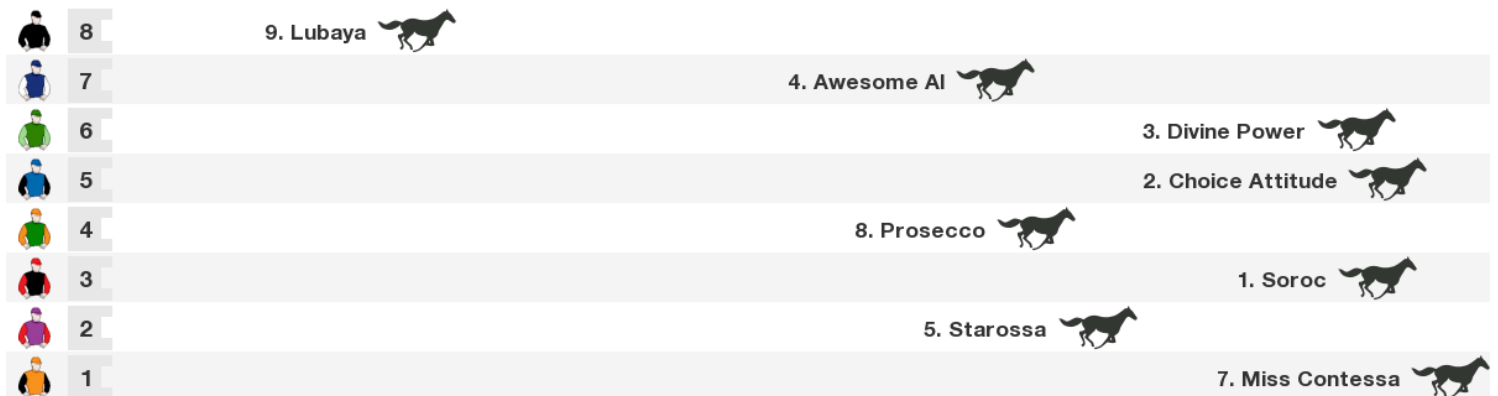 8 9. Lubaya
7 4. Awesome Al
6 3. Divine Power
5 2. Choice Attitude
4 8. Prosecco
3 1. Soroc
2 5. Starossa
1 7. Miss Contessa